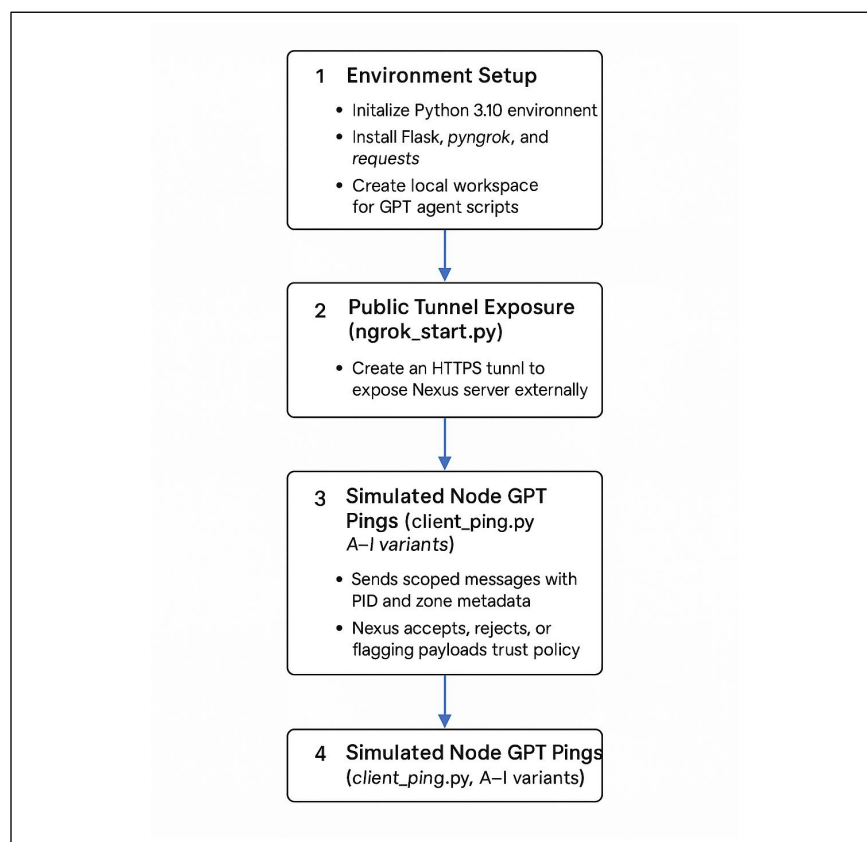 1 Environment Setup
• Initalize Python 3.10 environnent
• Install Flask, pyngrok, and
requests
• Create local workspace
for GPT agent scripts
2 Public Tunnel Exposure
(ngrok_start.py)
• Create an HTTPS tunnl to
expose Nexus server externally
3 Simulated Node GPT
Pings (client_ping.py
A–I variants)
• Sends scoped messages with
PID and zone metadata
• Nexus accepts, rejects, or
flagging payloads trust policy
4 Simulated Node GPT Pings
(client_ping.py, A–I variants)